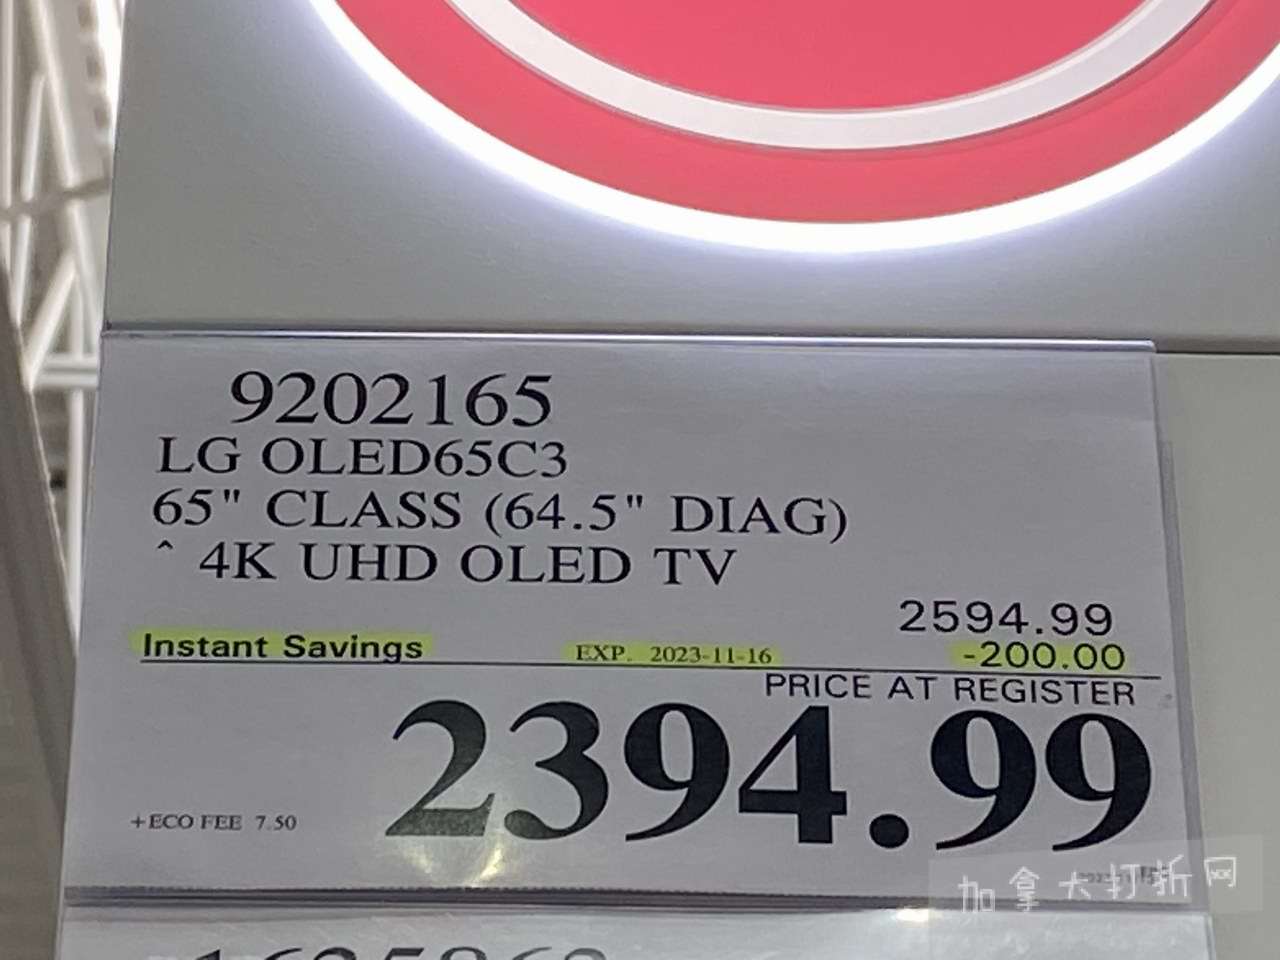 9202165
LG OLED65C3
65" CLASS (64.5" DIAG)
^ 4K UHD OLED TV
2594.99
Instant Savings EXP. 2023-11-16 -200.00
PRICE AT REGISTER
2394.99
+ECO FEE 7.50
加拿大打折网